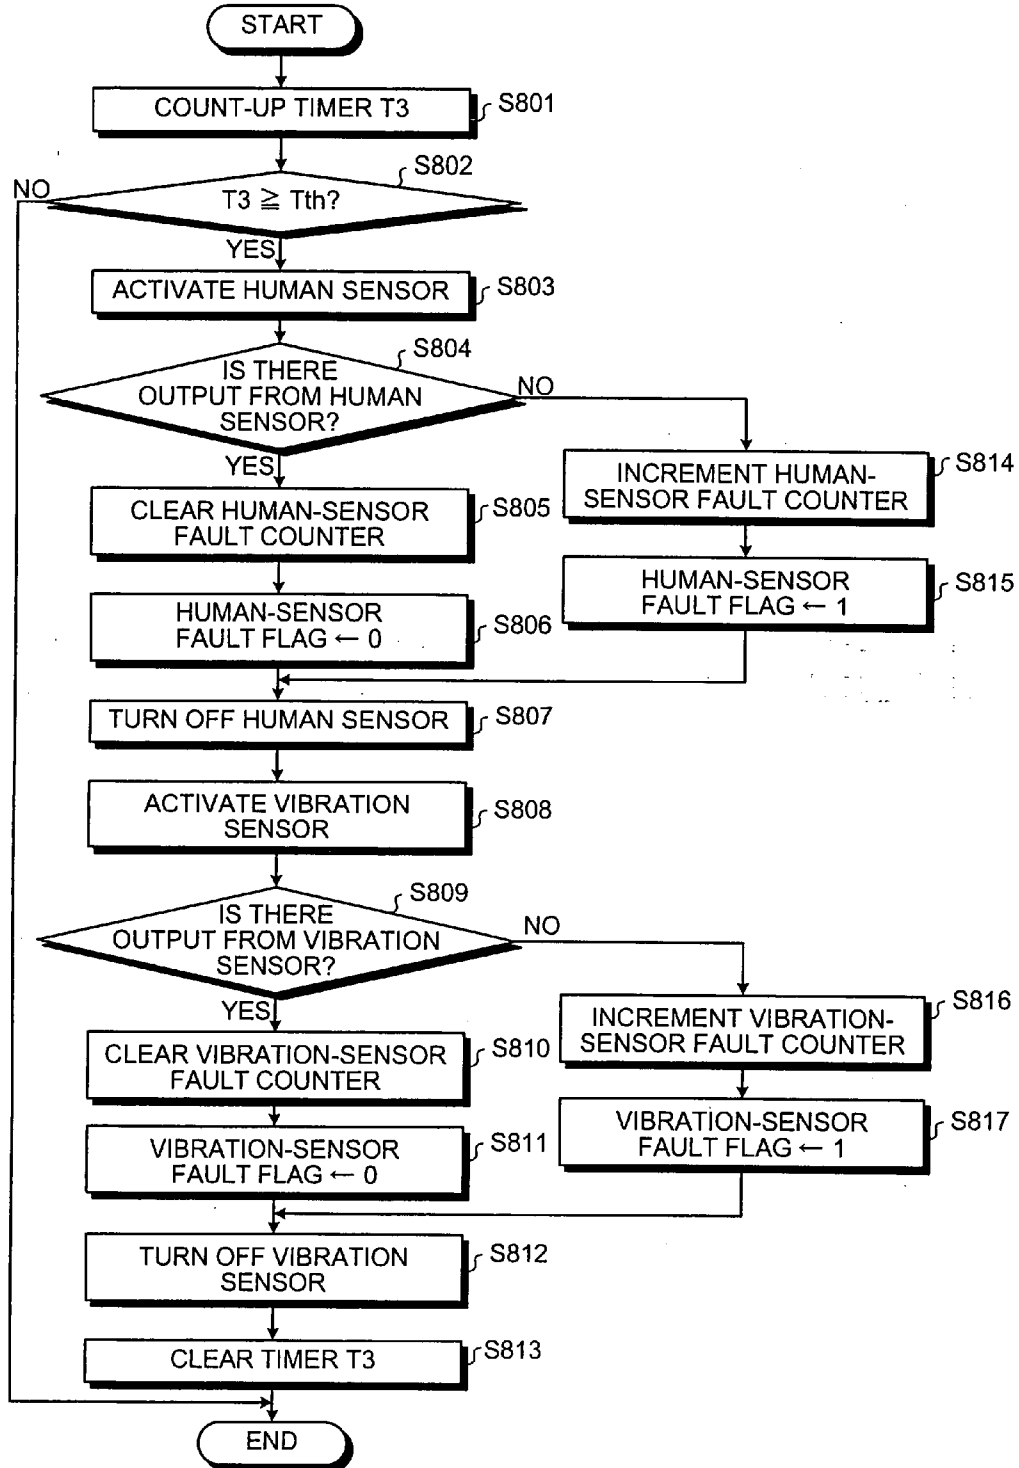 START
COUNT-UP TIMER T3
S801
S802
NO
T3 ≧ Tth?
YES
ACTIVATE HUMAN SENSOR
S803
S804
IS THERE
OUTPUT FROM HUMAN
SENSOR?
NO
YES
CLEAR HUMAN-SENSOR
FAULT COUNTER
S805
INCREMENT HUMAN-
SENSOR FAULT COUNTER
S814
HUMAN-SENSOR
FAULT FLAG ← 0
S806
HUMAN-SENSOR
FAULT FLAG ← 1
S815
TURN OFF HUMAN SENSOR
S807
ACTIVATE VIBRATION
SENSOR
S808
S809
IS THERE
OUTPUT FROM VIBRATION
SENSOR?
NO
YES
CLEAR VIBRATION-SENSOR
FAULT COUNTER
S810
INCREMENT VIBRATION-
SENSOR FAULT COUNTER
S816
VIBRATION-SENSOR
FAULT FLAG ← 0
S811
VIBRATION-SENSOR
FAULT FLAG ← 1
S817
TURN OFF VIBRATION
SENSOR
S812
CLEAR TIMER T3
S813
END